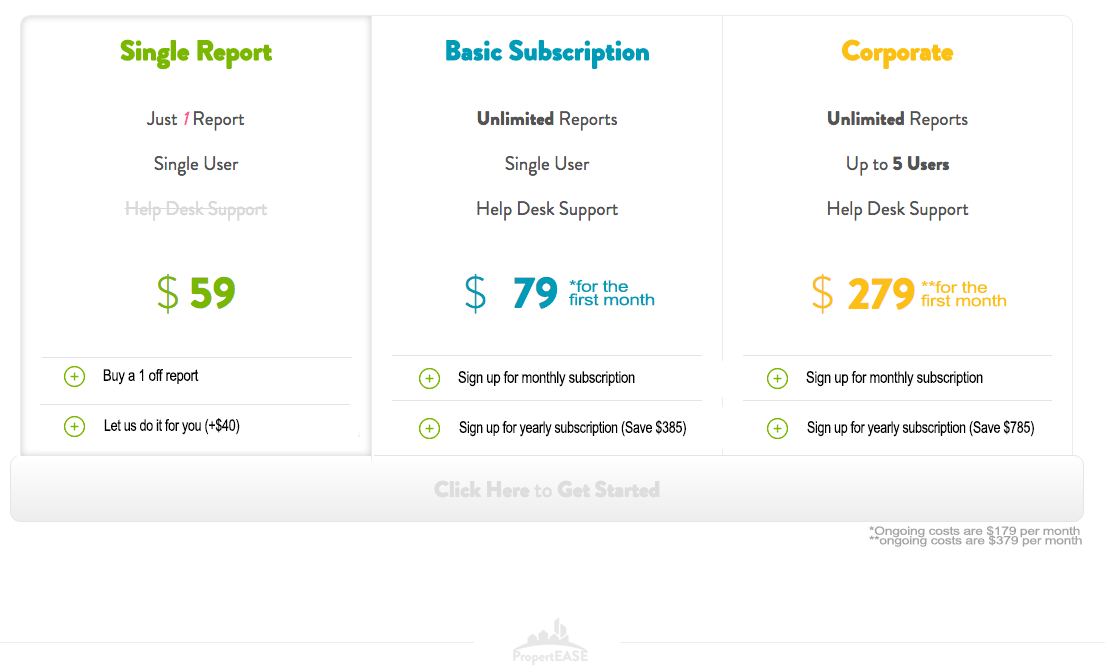 Single Report
Just 1 Report
Single User
Help Desk Support
$ 59
Buy a 1 off report
Let us do it for you (+$40)
Basic Subscription
Unlimited Reports
Single User
Help Desk Support
$ 79 *for the
first month
Sign up for monthly subscription
Sign up for yearly subscription (Save $385)
Corporate
Unlimited Reports
Up to 5 Users
Help Desk Support
$ 279 **for the
first month
Sign up for monthly subscription
Sign up for yearly subscription (Save $785)
Click Here to Get Started
*Ongoing costs are $179 per month
**ongoing costs are $379 per month
PropertEASE